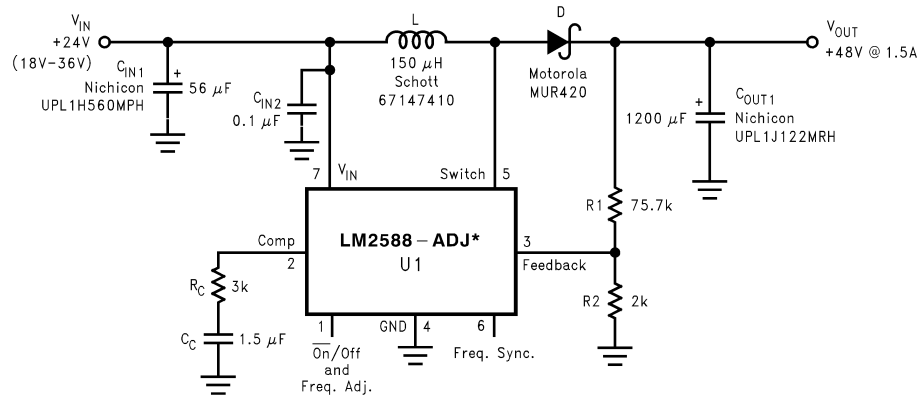 V_IN
+24V
(18V-36V)
C_IN1
Nichicon
UPL1H560MPH
+
56 μF
C_IN2
0.1 μF
L
150 μH
Schott
67147410
D
Motorola
MUR420
V_OUT
+48V @ 1.5A
1200 μF
+
C_OUT1
Nichicon
UPL1J122MRH
7
V_IN
Switch
5
R1
75.7k
LM2588-ADJ*
U1
Comp
2
3
Feedback
R_C
3k
R2
2k
C_C
1.5 μF
1
GND
4
6
O̅n̅/Off
and
Freq. Adj.
Freq. Sync.